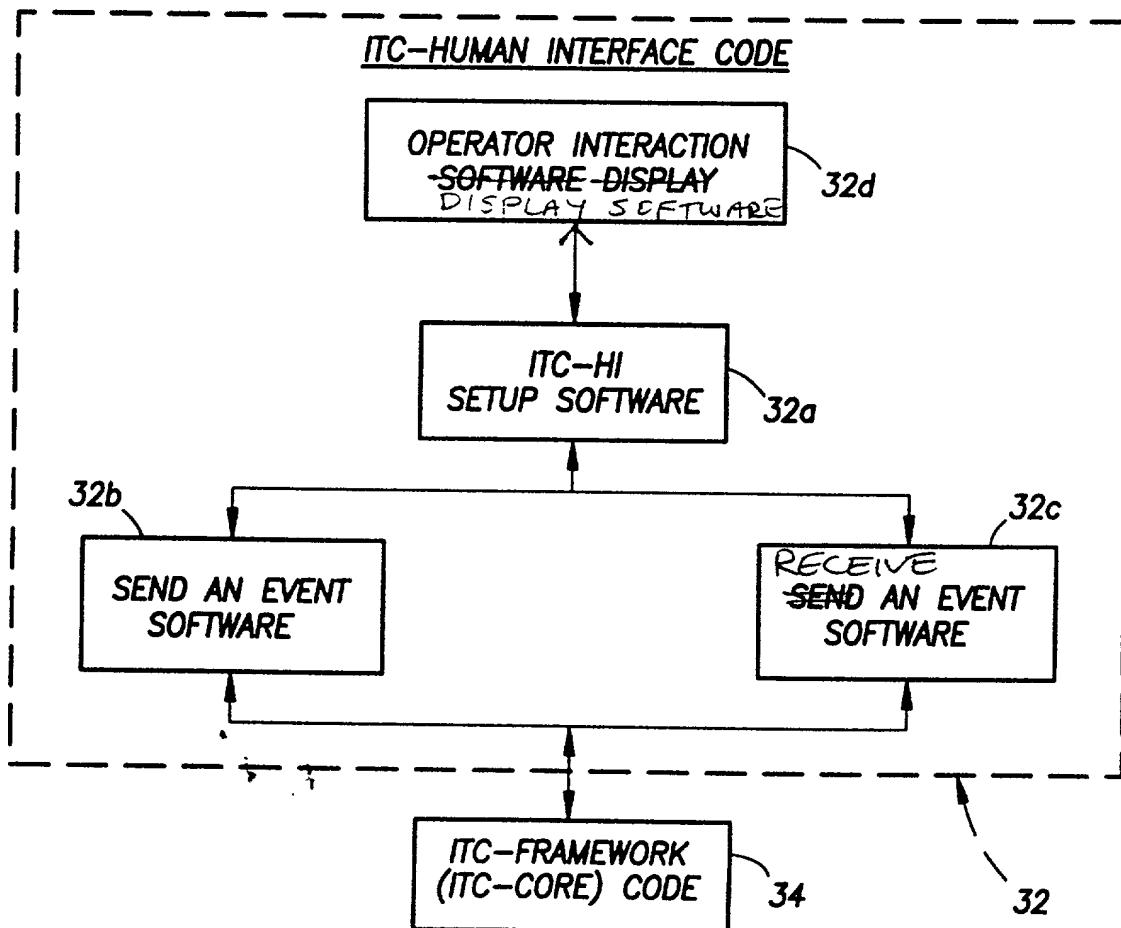 ITC-HUMAN INTERFACE CODE
OPERATOR INTERACTION
SOFTWARE DISPLAY
DISPLAY SOFTWARE
32d
ITC-HI
SETUP SOFTWARE
32a
32b
SEND AN EVENT
SOFTWARE
32c
RECEIVE
SEND AN EVENT
SOFTWARE
ITC-FRAMEWORK
(ITC-CORE) CODE
34
32